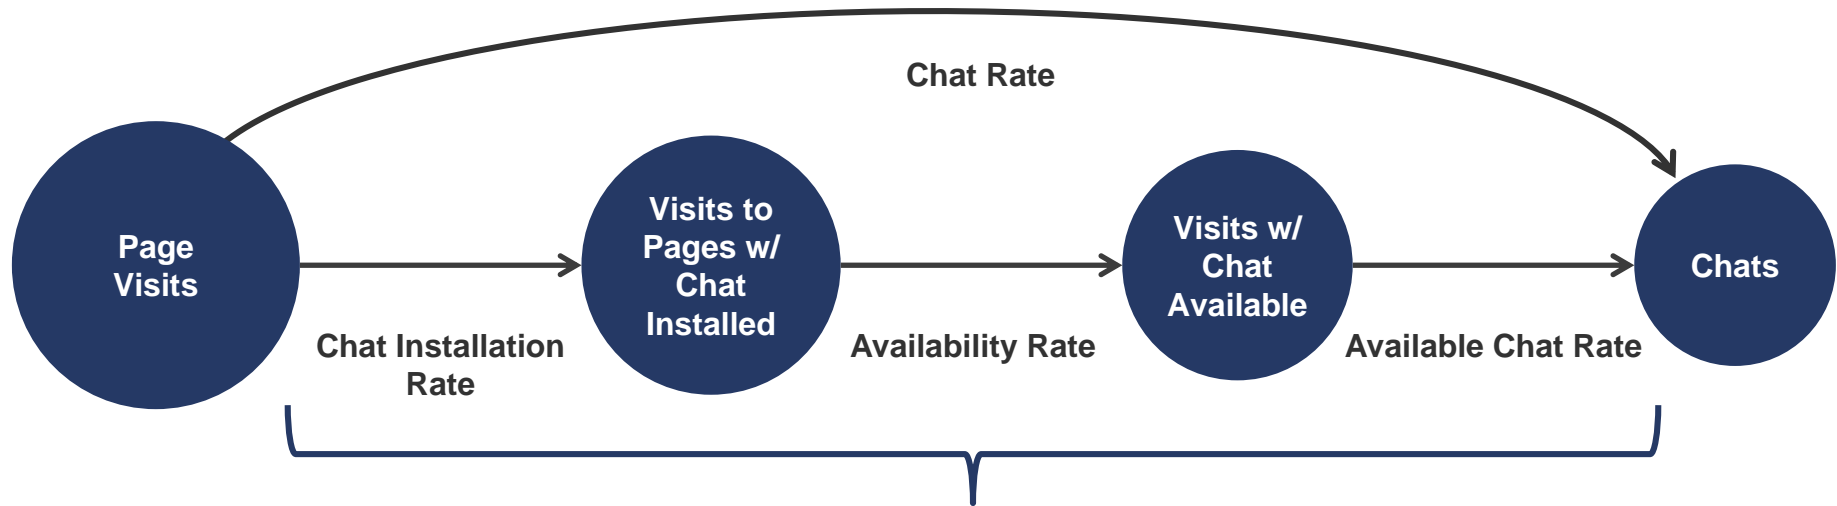 Chat Rate
Page
Visits
Visits to
Pages w/
Chat
Installed
Visits w/
Chat
Available
Chats
Chat Installation
Rate
Availability Rate
Available Chat Rate